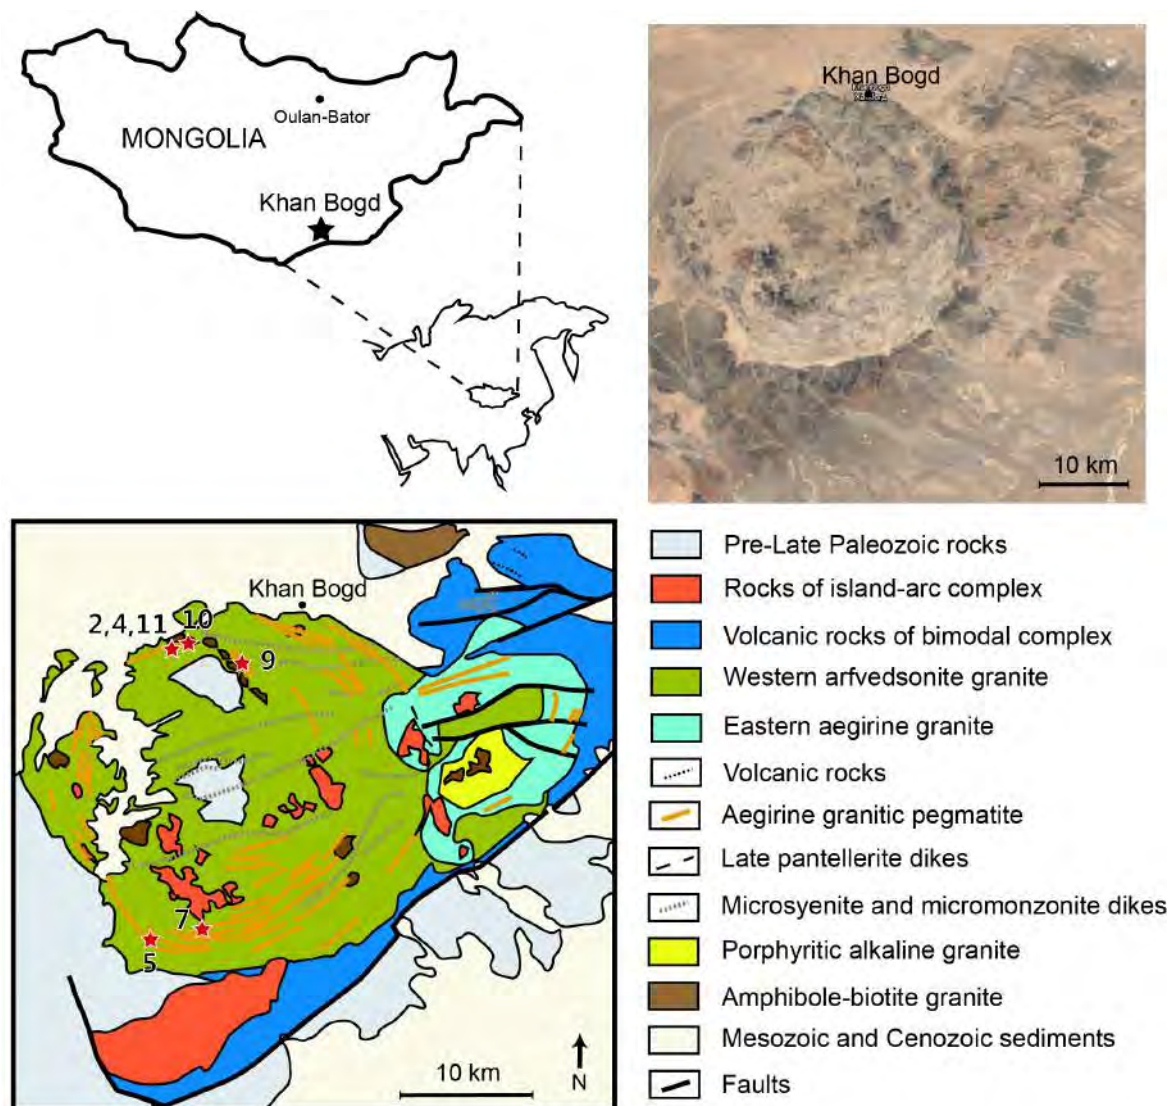 Oulan-Bator
MONGOLIA
Khan Bogd
Khan Bogd
10 km
Khan Bogd
2,4,11
10
9
7
5
10 km
N
Pre-Late Paleozoic rocks
Rocks of island-arc complex
Volcanic rocks of bimodal complex
Western arfvedsonite granite
Eastern aegirine granite
Volcanic rocks
Aegirine granitic pegmatite
Late pantellerite dikes
Microsyenite and micromonzonite dikes
Porphyritic alkaline granite
Amphibole-biotite granite
Mesozoic and Cenozoic sediments
Faults